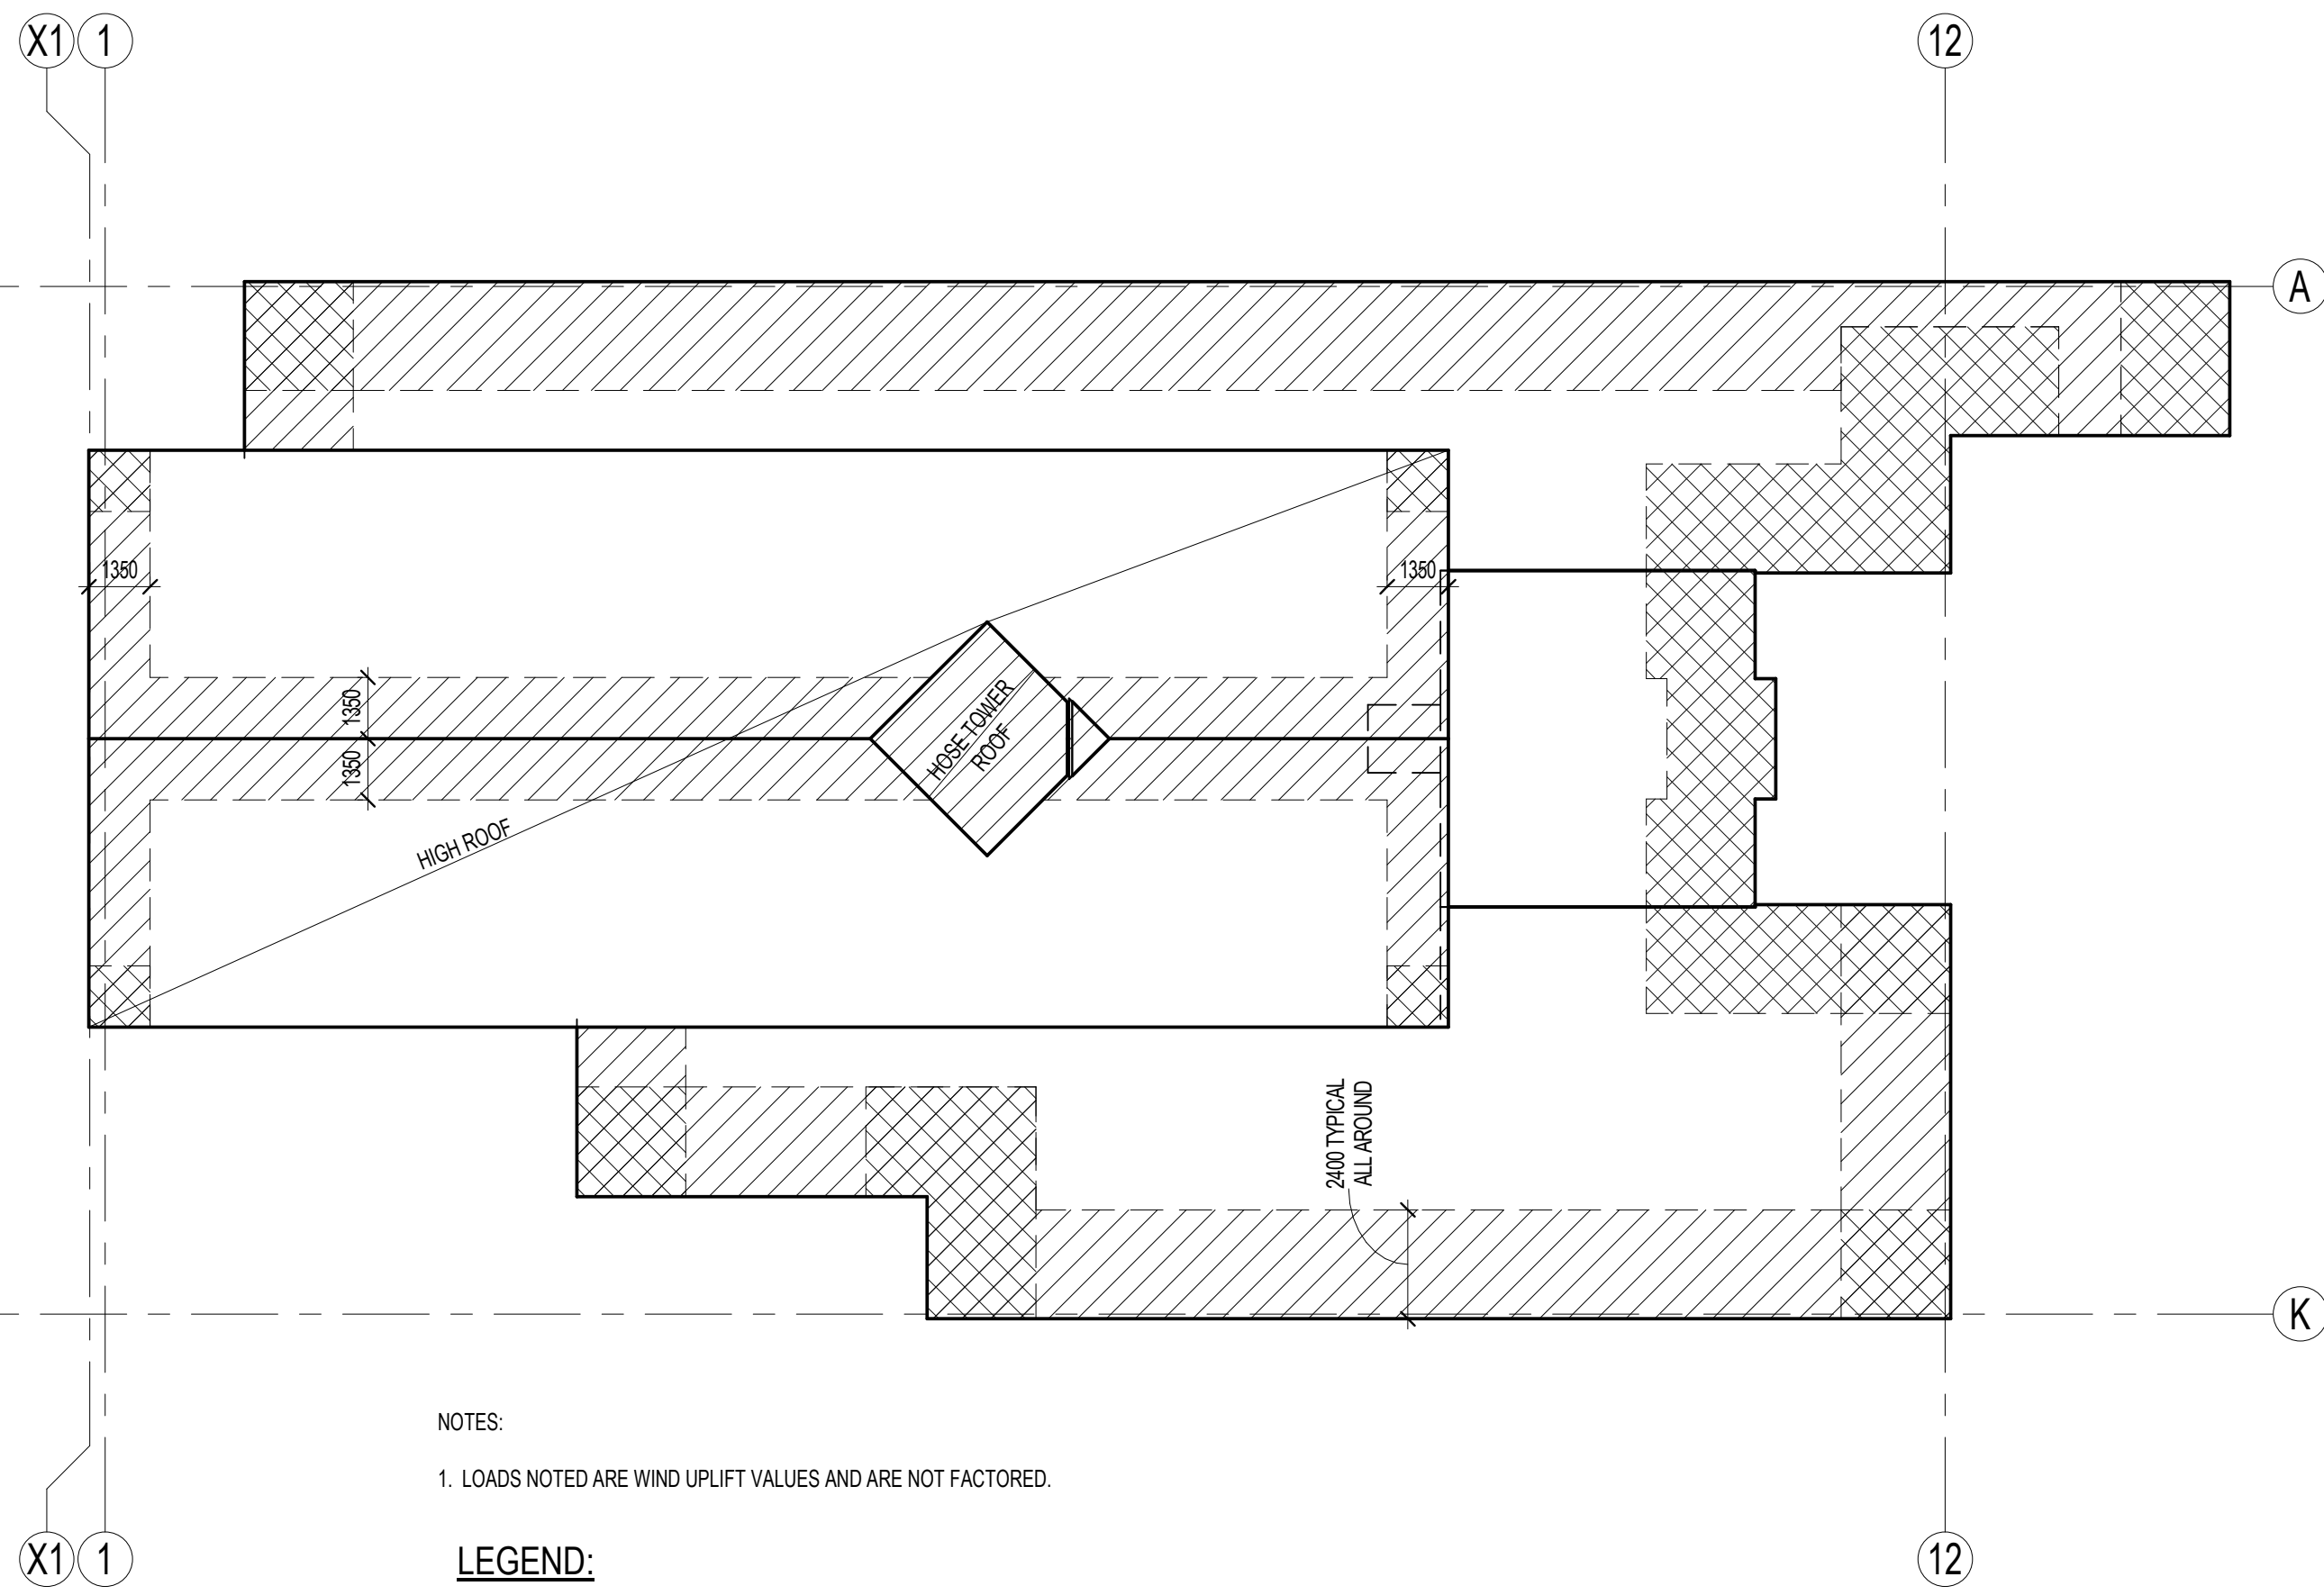 X1 1 12
A
1350 1350
1350
HOSE TOWER
ROOF
1350
HIGH ROOF
2400 TYPICAL
ALL AROUND
K
NOTES:
1. LOADS NOTED ARE WIND UPLIFT VALUES AND ARE NOT FACTORED.
LEGEND:
X1 1 12